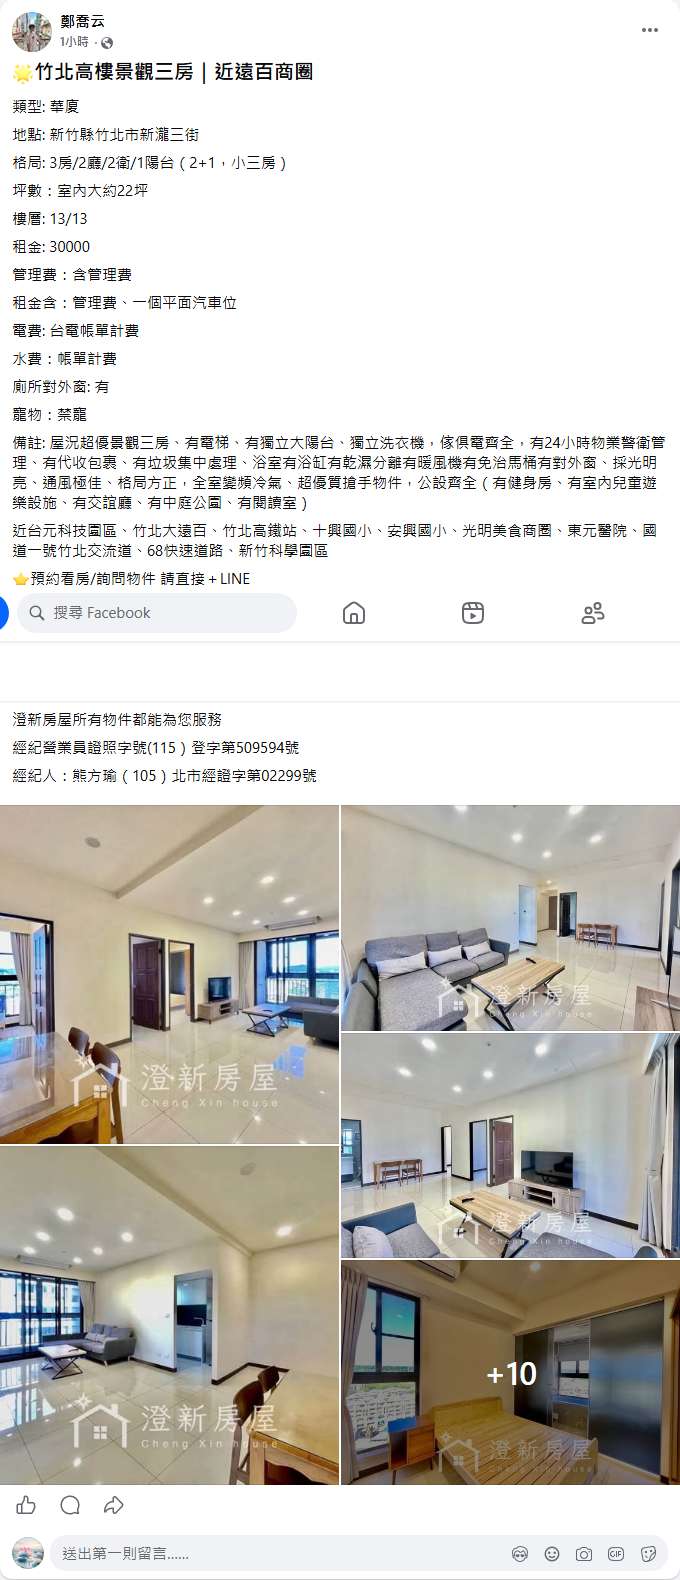 鄭喬云
1小時
🌟竹北高樓景觀三房｜近遠百商圈
類型: 華廈
地點: 新竹縣竹北市新瀧三街
格局: 3房/2廳/2衛/1陽台（2+1，小三房）
坪數：室內大約22坪
樓層: 13/13
租金: 30000
管理費：含管理費
租金含：管理費、一個平面汽車位
電費: 台電帳單計費
水費：帳單計費
廁所對外窗: 有
寵物：禁寵
備註: 屋況超優景觀三房、有電梯、有獨立大陽台、獨立洗衣機，傢俱電齊全，有24小時物業警衛管
理、有代收包裹、有垃圾集中處理、浴室有浴缸有乾濕分離有暖風機有免治馬桶有對外窗、採光明
亮、通風極佳、格局方正，全室變頻冷氣、超優質搶手物件，公設齊全（有健身房、有室內兒童遊
樂設施、有交誼廳、有中庭公園、有閱讀室）
近台元科技園區、竹北大遠百、竹北高鐵站、十興國小、安興國小、光明美食商圈、東元醫院、國
道一號竹北交流道、68快速道路、新竹科學園區
⭐預約看房/詢問物件 請直接＋LINE
搜尋 Facebook
澄新房屋所有物件都能為您服務
經紀營業員證照字號(115）登字第509594號
經紀人：熊方瑜（105）北市經證字第02299號
澄新房屋
Cheng Xin house
澄新房屋
Cheng Xin house
澄新房屋
Cheng Xin house
澄新房屋
Cheng Xin house
+10
澄新房屋
Cheng Xin house
送出第一則留言......
GIF